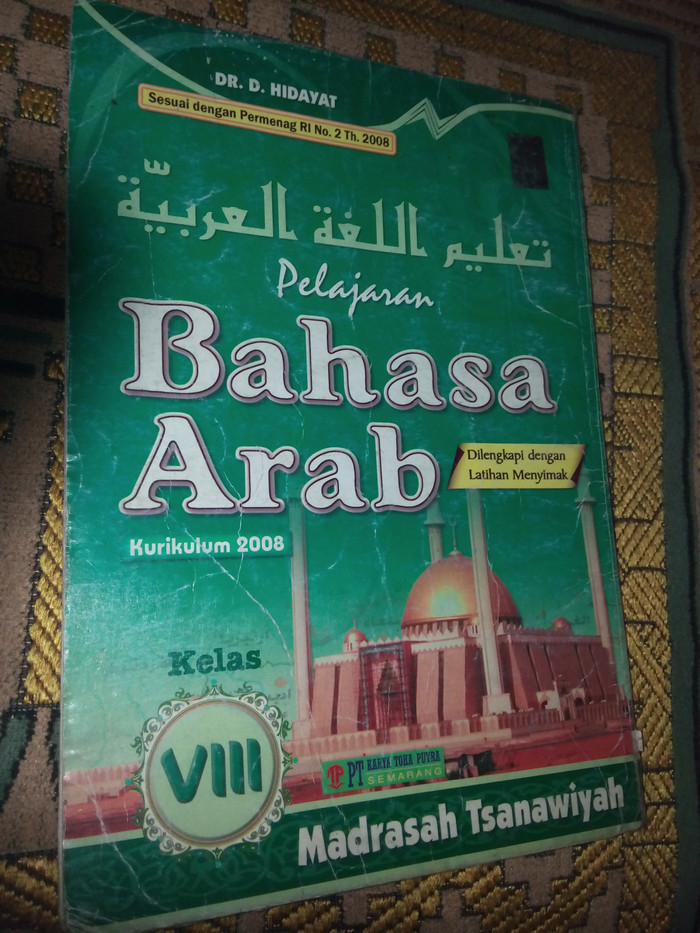 DR. D. HIDAYAT
Sesuai dengan Permenag RI No. 2 Th. 2008
تعليم اللغة العربيّة
Pelajaran
Bahasa
Arab
Dilengkapi dengan
Latihan Menyimak
Kurikulum 2008
Kelas
VIII
PT KARYA TOHA PUTRA
SEMARANG
Madrasah Tsanawiyah